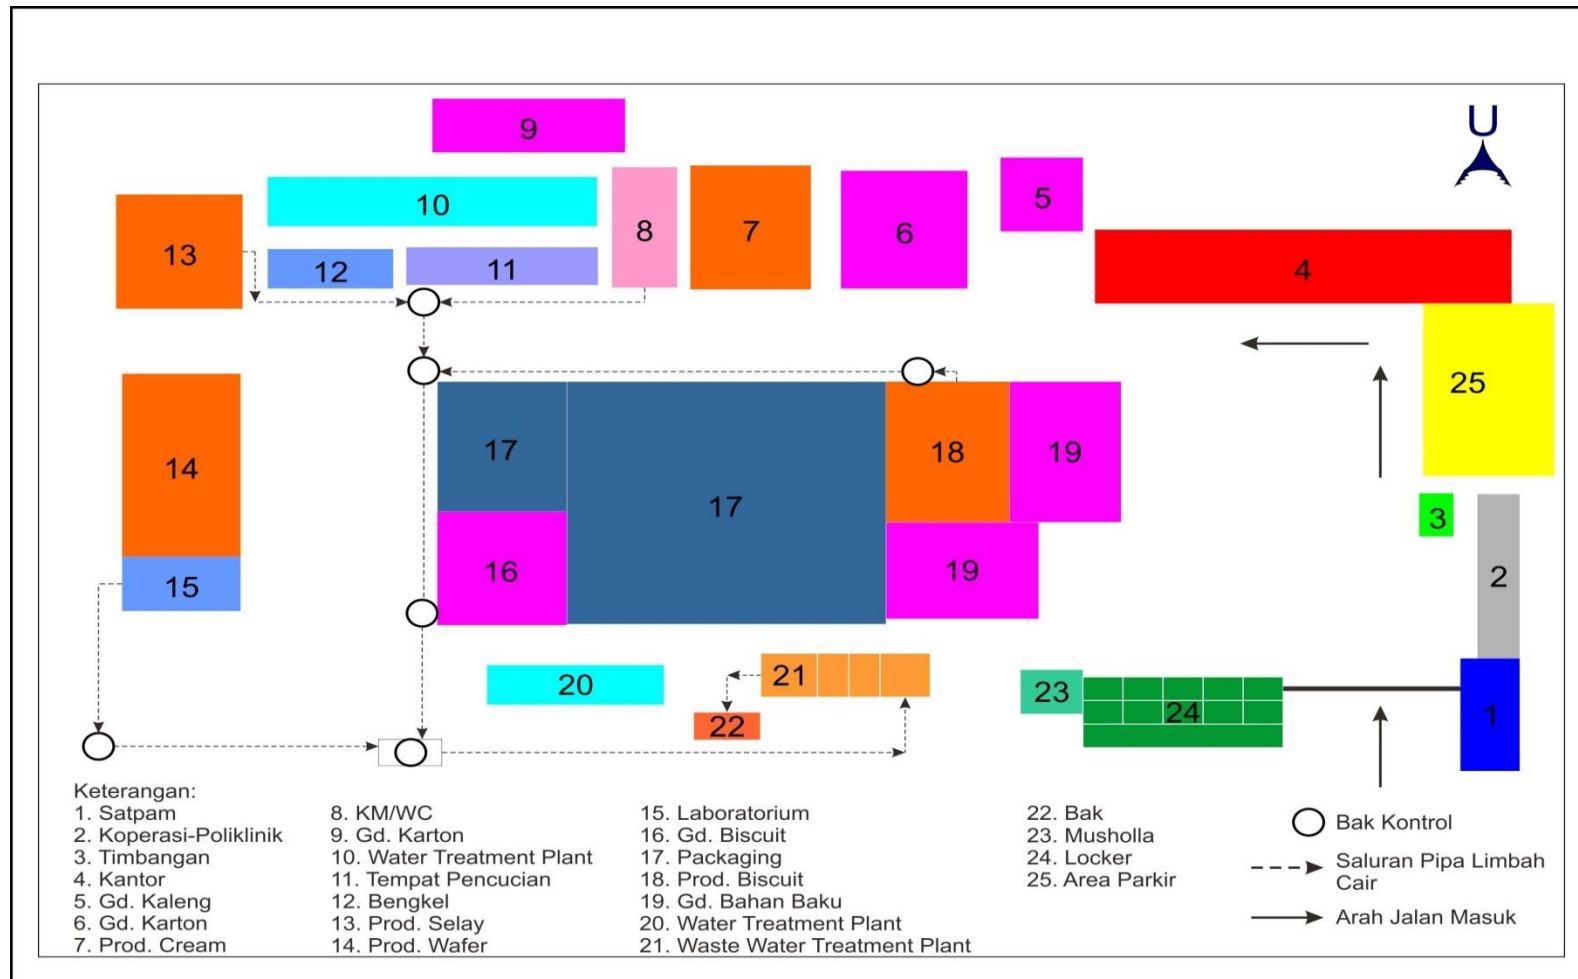 U
9
10
8
7
6
5
4
13
12
11
25
14
17
17
18
19
3
16
19
2
15
20
21
22
23
24
1
Keterangan:
1. Satpam
2. Koperasi-Poliklinik
3. Timbangan
4. Kantor
5. Gd. Kaleng
6. Gd. Karton
7. Prod. Cream
8. KM/WC
9. Gd. Karton
10. Water Treatment Plant
11. Tempat Pencucian
12. Bengkel
13. Prod. Selay
14. Prod. Wafer
15. Laboratorium
16. Gd. Biscuit
17. Packaging
18. Prod. Biscuit
19. Gd. Bahan Baku
20. Water Treatment Plant
21. Waste Water Treatment Plant
22. Bak
23. Musholla
24. Locker
25. Area Parkir
Bak Kontrol
Saluran Pipa Limbah
Cair
Arah Jalan Masuk